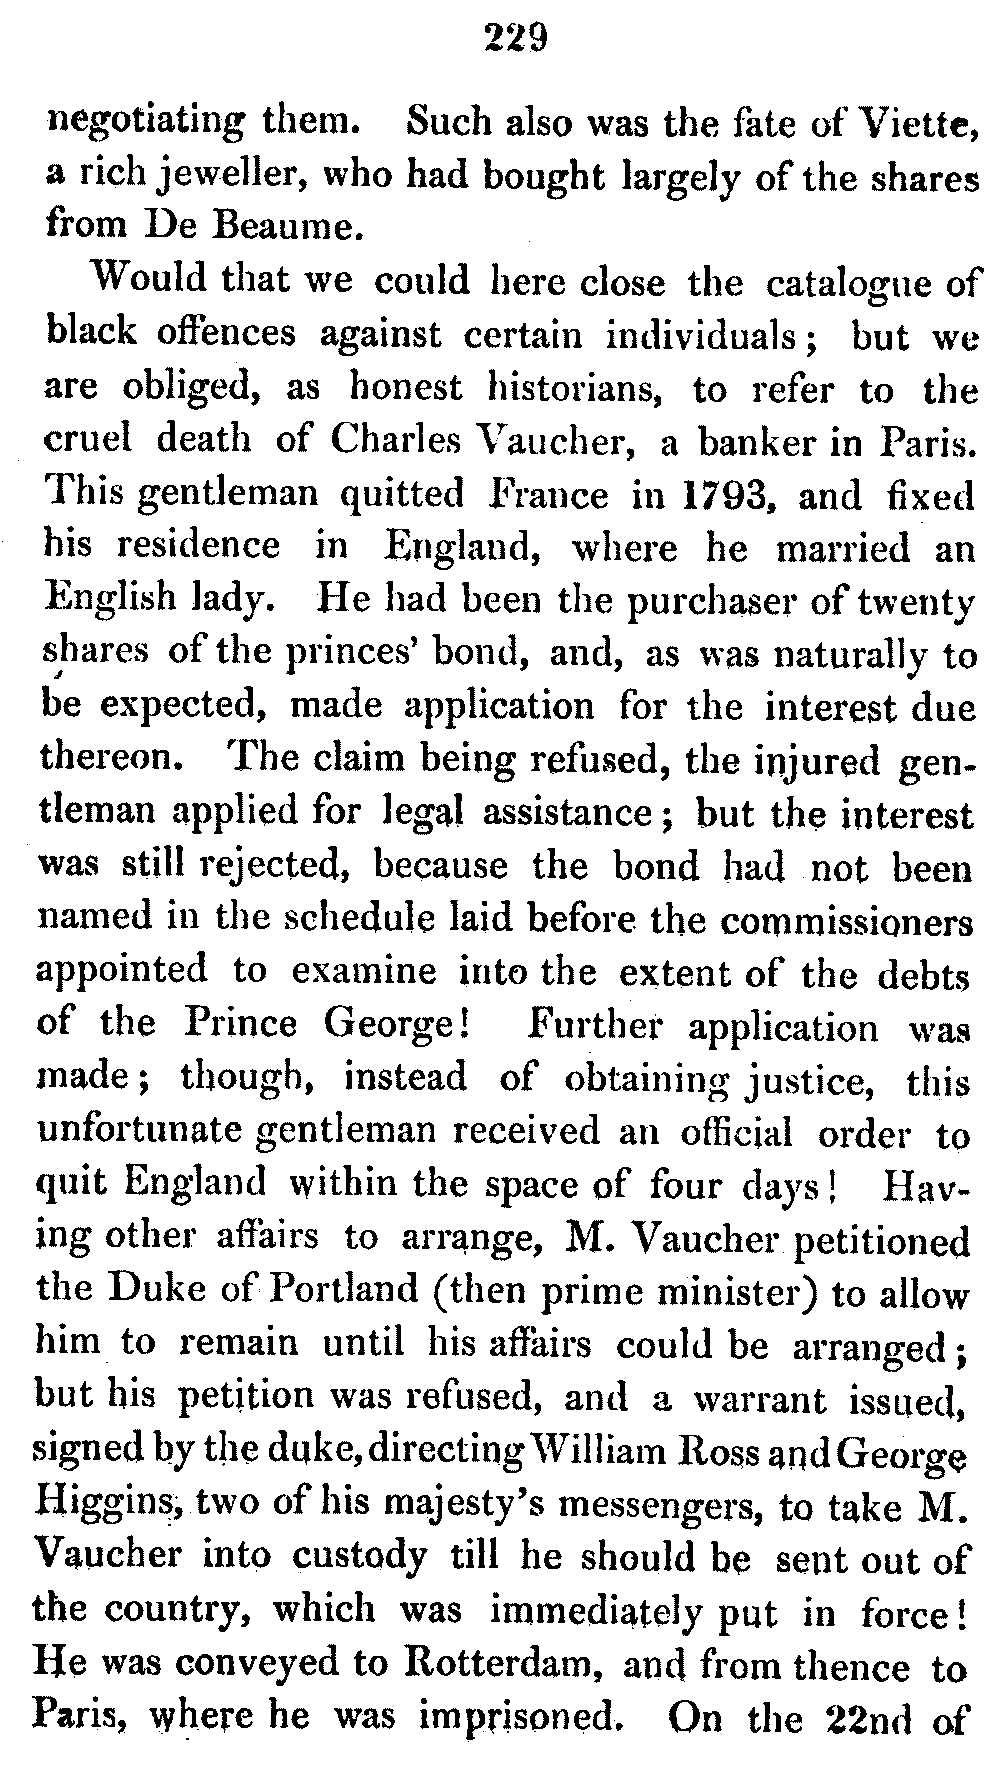 229
negotiating them. Such also was the fate of Viette,
a rich jeweller, who had bought largely of the shares
from De Beaume.
Would that we could here close the catalogue of
black offences against certain individuals; but we
are obliged, as honest historians, to refer to the
cruel death of Charles Vaucher, a banker in Paris.
This gentleman quitted France in 1793, and fixed
his residence in England, where he married an
English lady. He had been the purchaser of twenty
shares of the princes' bond, and, as was naturally to
be expected, made application for the interest due
thereon. The claim being refused, the injured gen-
tleman applied for legal assistance; but the interest
was still rejected, because the bond had not been
named in the schedule laid before the commissioners
appointed to examine into the extent of the debts
of the Prince George! Further application was
made; though, instead of obtaining justice, this
unfortunate gentleman received an official order to
quit England within the space of four days! Hav-
ing other affairs to arrange, M. Vaucher petitioned
the Duke of Portland (then prime minister) to allow
him to remain until his affairs could be arranged;
but his petition was refused, and a warrant issued,
signed by the duke, directing William Ross and George
Higgins, two of his majesty's messengers, to take M.
Vaucher into custody till he should be sent out of
the country, which was immediately put in force!
He was conveyed to Rotterdam, and from thence to
Paris, where he was imprisoned. On the 22nd of